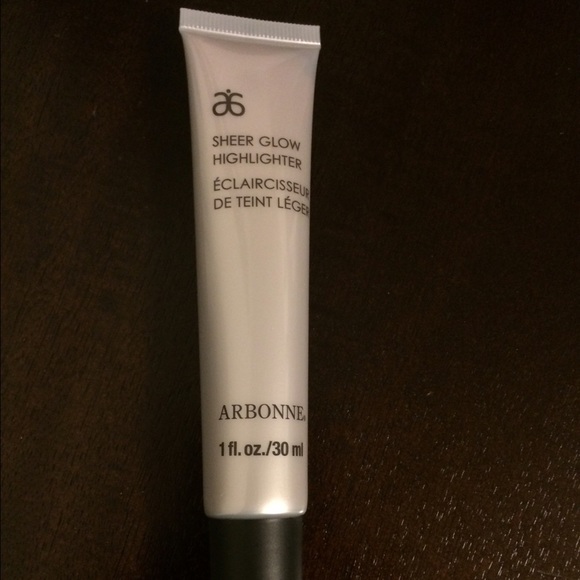 SHEER GLOW
HIGHLIGHTER
ÉCLAIRCISSEUR
DE TEINT LÉGER
ARBONNE®
1 fl. oz./30 ml